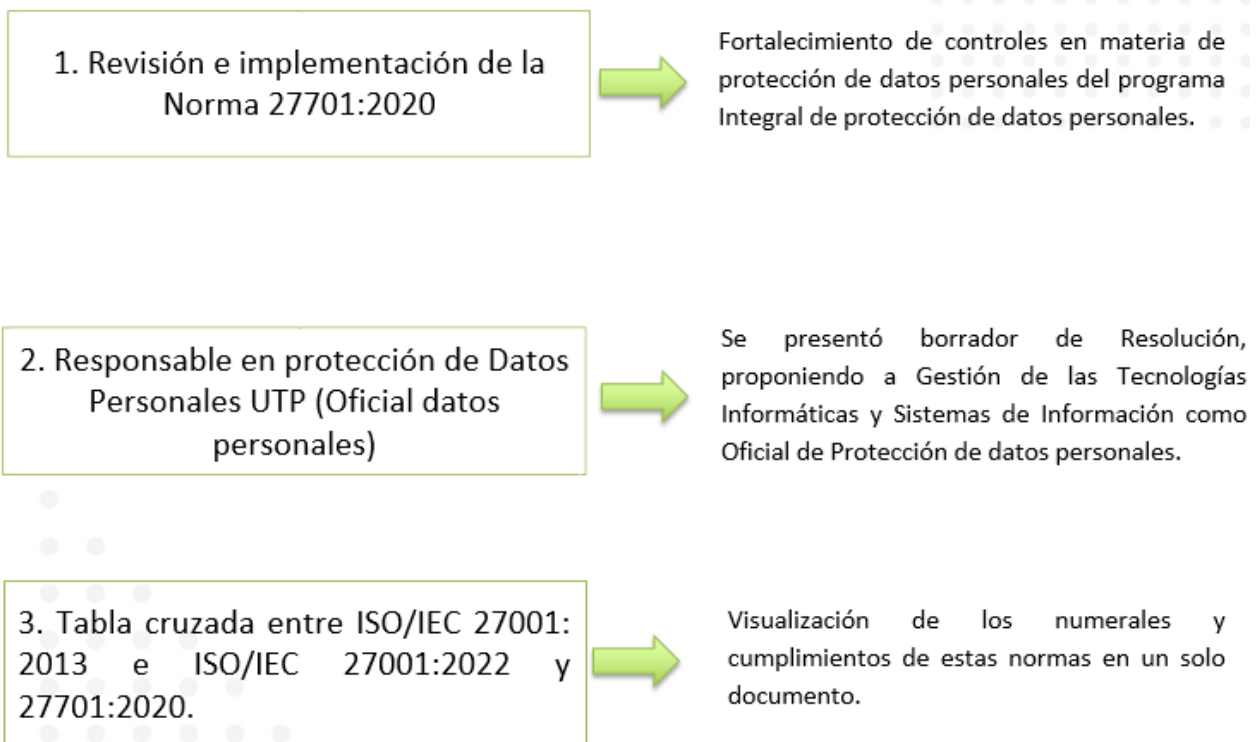 1. Revisión e implementación de la
Norma 27701:2020
Fortalecimiento de controles en materia de
protección de datos personales del programa
Integral de protección de datos personales.
2. Responsable en protección de Datos
Personales UTP (Oficial datos
personales)
Se presentó borrador de Resolución,
proponiendo a Gestión de las Tecnologías
Informáticas y Sistemas de Información como
Oficial de Protección de datos personales.
3. Tabla cruzada entre ISO/IEC 27001:
2013 e ISO/IEC 27001:2022 y
27701:2020.
Visualización de los numerales y
cumplimientos de estas normas en un solo
documento.